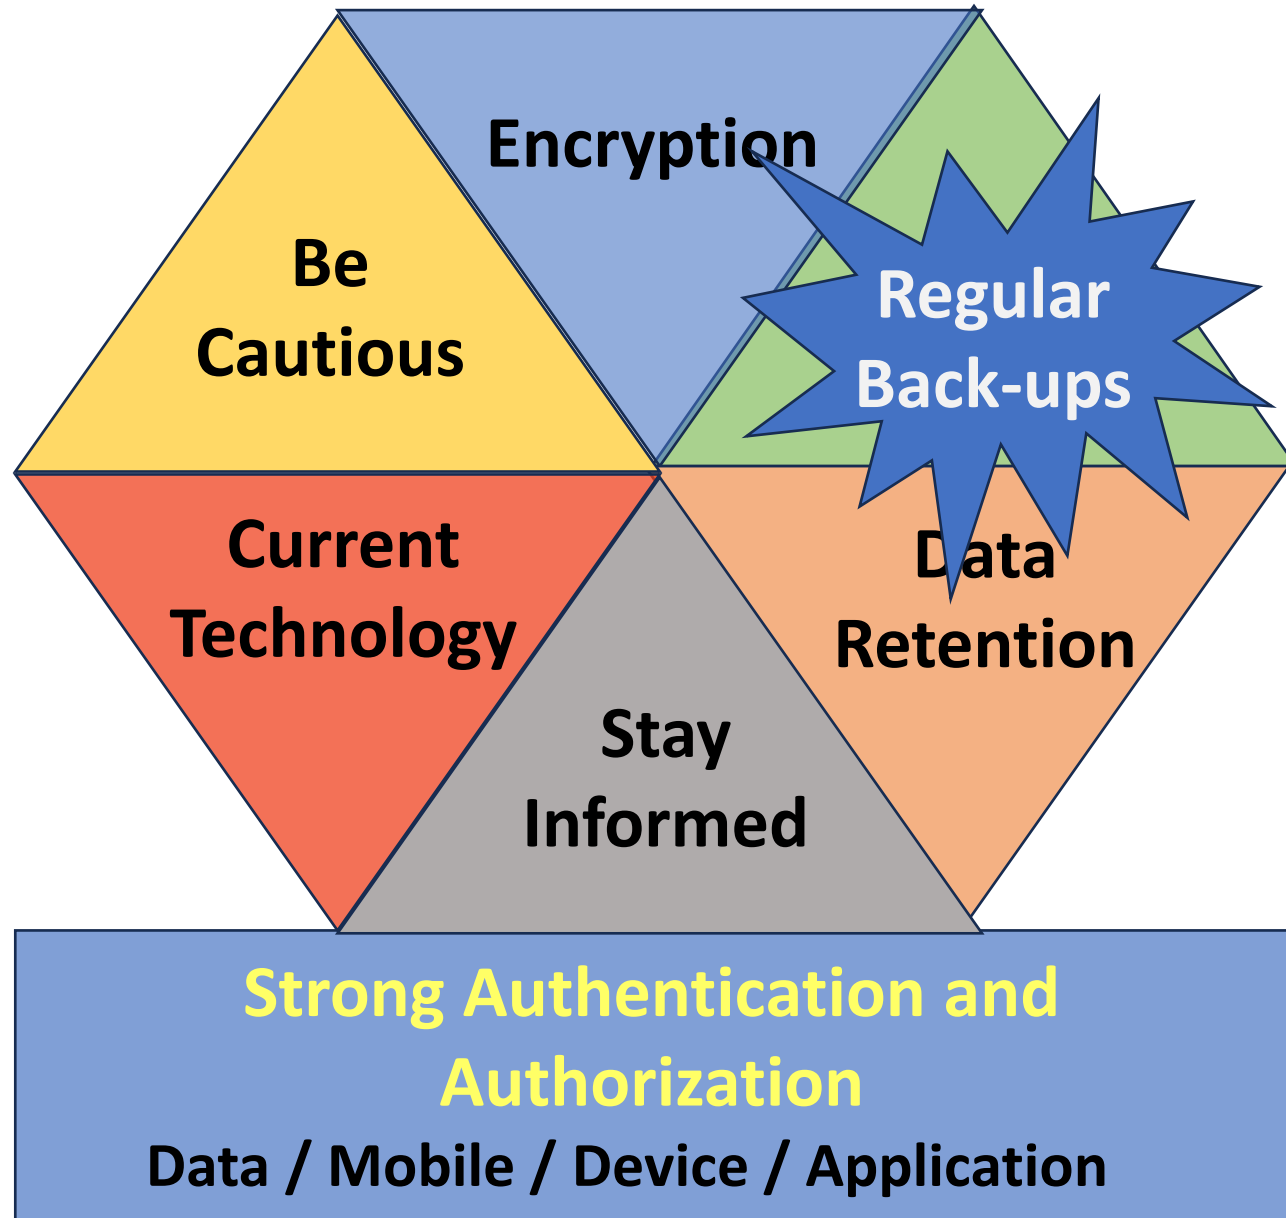 Encryption
Be
Cautious
Regular
Back-ups
Current
Technology
Data
Retention
Stay
Informed
Strong Authentication and
Authorization
Data / Mobile / Device / Application